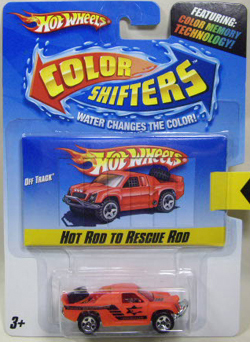 HOT WHEELS
FEATURING:
COLOR MEMORY
TECHNOLOGY!
COLOR
SHIFTERS
WATER CHANGES THE COLOR!
HOT WHEELS
OFF TRACK
HOT ROD TO RESCUE ROD
3+